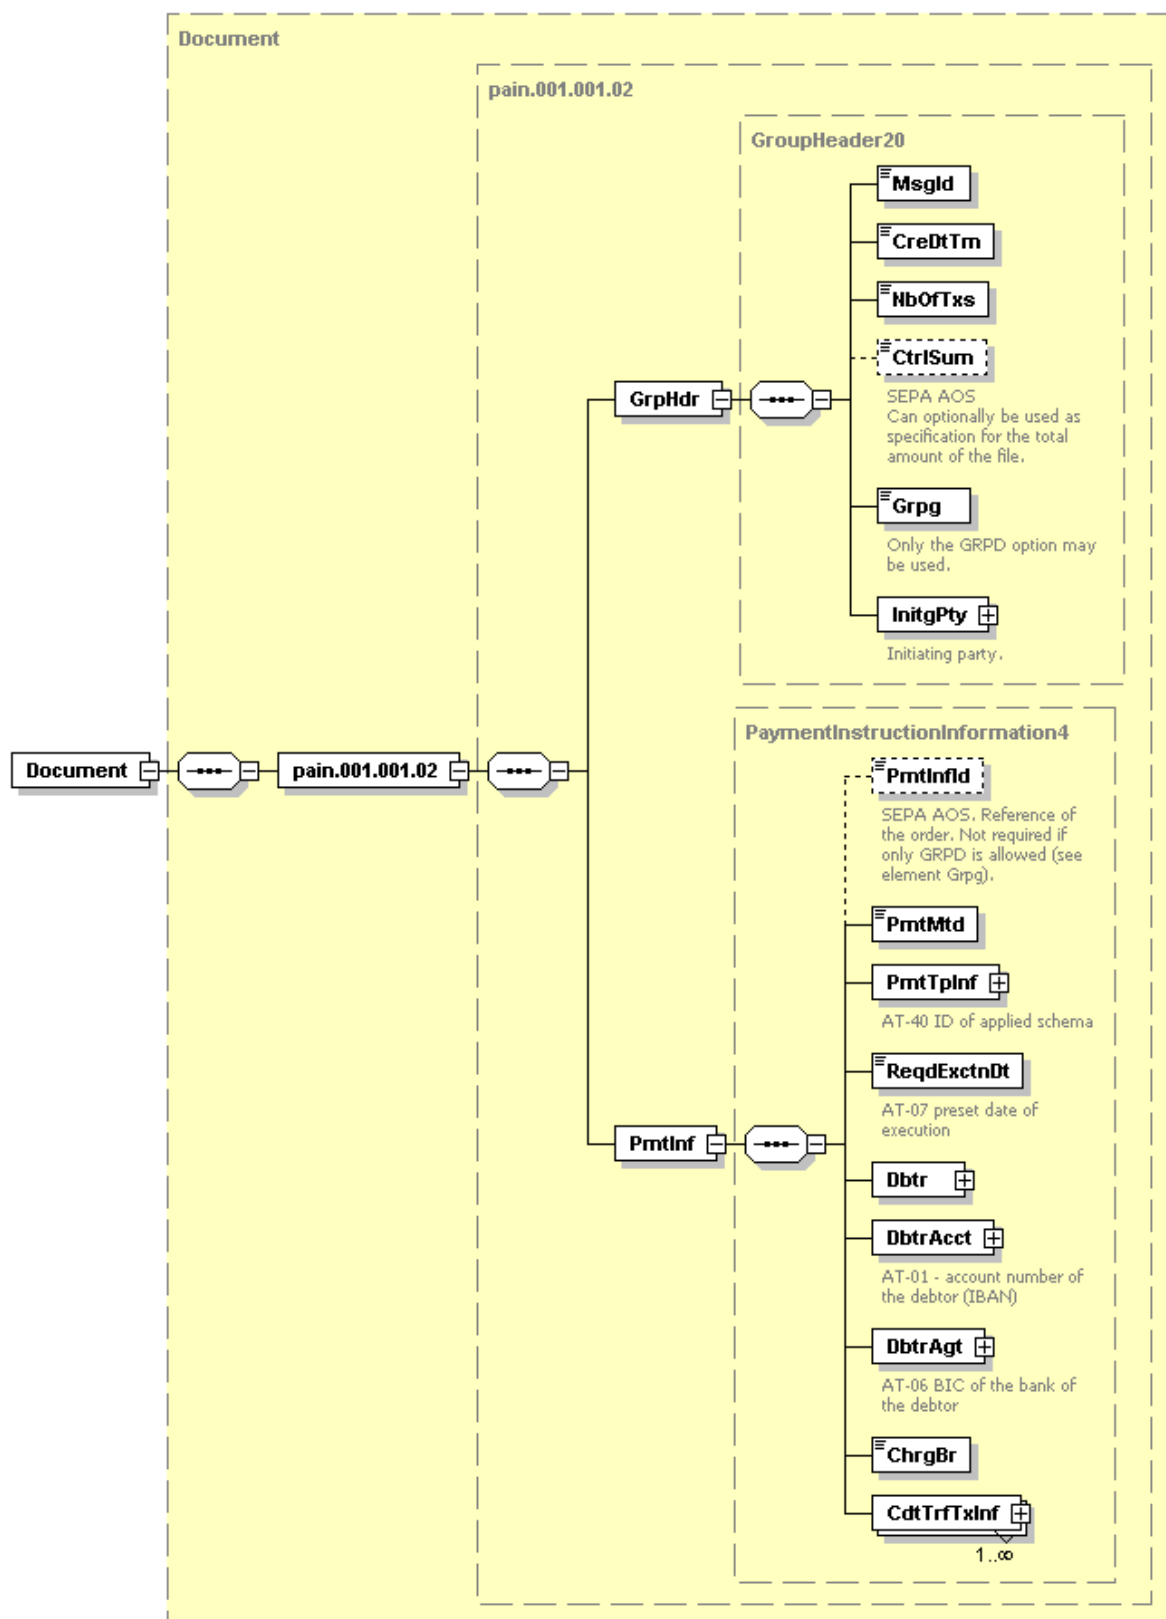 Document
pain.001.001.02
GroupHeader20
MsgId
CreDtTm
NbOfTxs
CtrlSum
SEPA AOS
Can optionally be used as
specification for the total
amount of the file.
GrpHdr
Grpg
Only the GRPD option may
be used.
InitgPty
Initiating party.
Document
pain.001.001.02
PaymentInstructionInformation4
PmtInfId
SEPA AOS. Reference of
the order. Not required if
only GRPD is allowed (see
element Grpg).
PmtMtd
PmtTpInf
AT-40 ID of applied schema
ReqdExctnDt
AT-07 preset date of
execution
PmtInf
Dbtr
DbtrAcct
AT-01 - account number of
the debtor (IBAN)
DbtrAgt
AT-06 BIC of the bank of
the debtor
ChrgBr
CdtTrfTxInf
1..∞